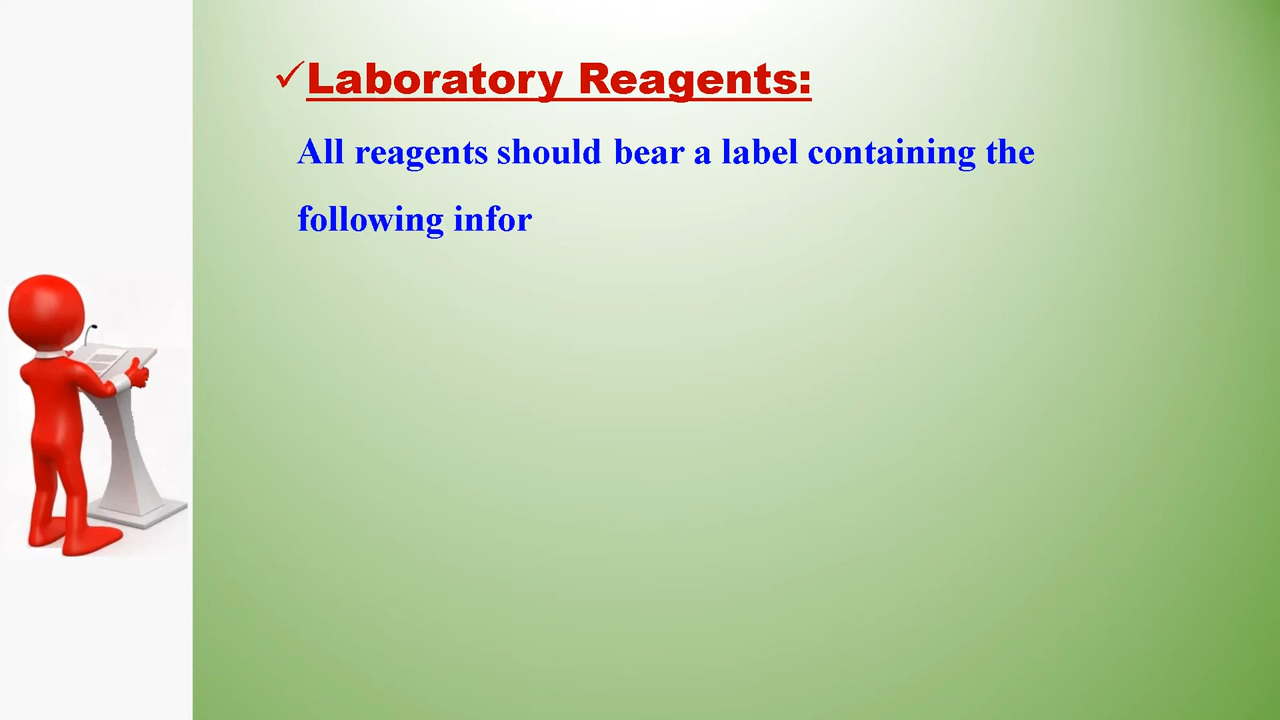 ✓Laboratory Reagents:
All reagents should bear a label containing the
following infor